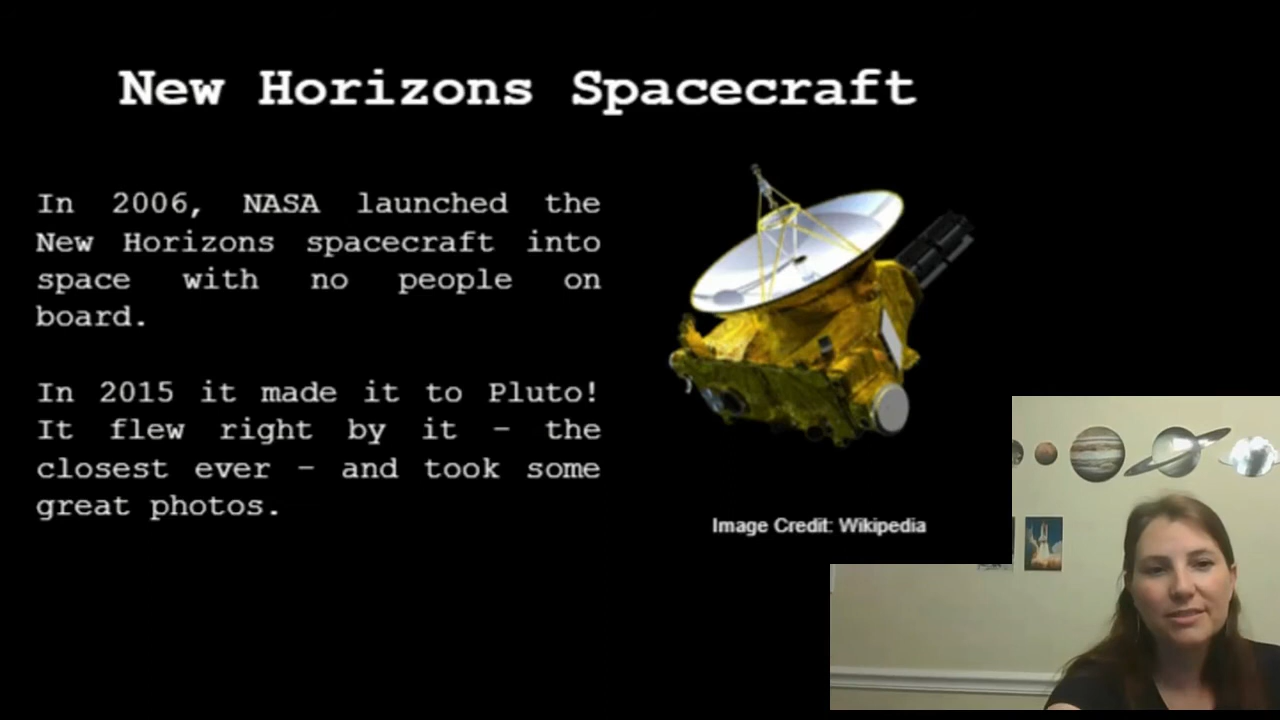 New Horizons Spacecraft
In 2006, NASA launched the
New Horizons spacecraft into
space with no people on
board.
In 2015 it made it to Pluto!
It flew right by it – the
closest ever – and took some
great photos.
Image Credit: Wikipedia